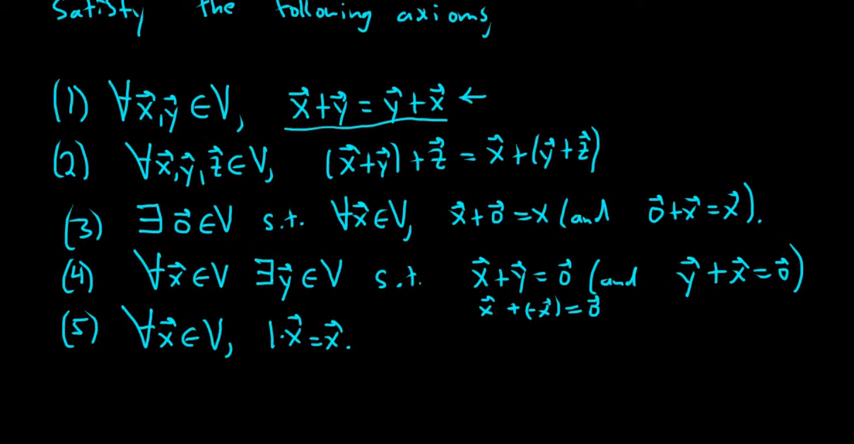 Satisfy the following axioms,
(1) ∀x⃗,y⃗ ∈ V, x⃗+y⃗ = y⃗+x⃗ ←
(2) ∀x⃗,y⃗,z⃗ ∈ V, (x⃗+y⃗)+z⃗ = x⃗+(y⃗+z⃗)
(3) ∃ 0⃗ ∈ V s.t. ∀x⃗ ∈ V, x⃗+0⃗ = x (and 0⃗+x⃗ = x⃗).
(4) ∀x⃗ ∈ V ∃y⃗ ∈ V s.t. x⃗+y⃗ = 0⃗ (and y⃗+x⃗ = 0⃗)
x⃗ +(-x⃗) = 0⃗
(5) ∀x⃗ ∈ V, 1·x⃗ = x⃗.